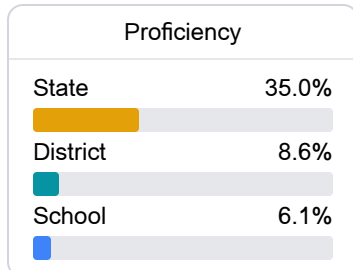 Proficiency
State 35.0%
District 8.6%
School 6.1%